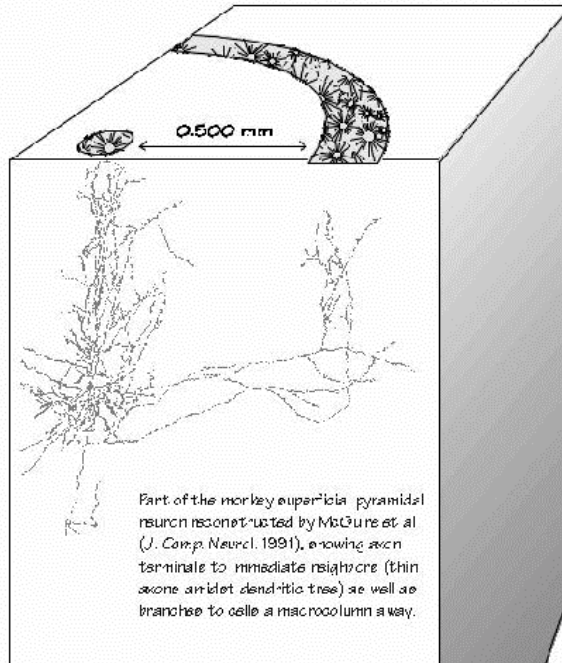 0.500 mm
Part of the monkey superficial pyramidal
neuron reconstructed by McGuire et al
(J. Comp. Neurol. 1991), showing axon
terminals to immediate neighbors (thin
axons amidst dendritic tree) as well as
branches to cells a macrocolumn away.